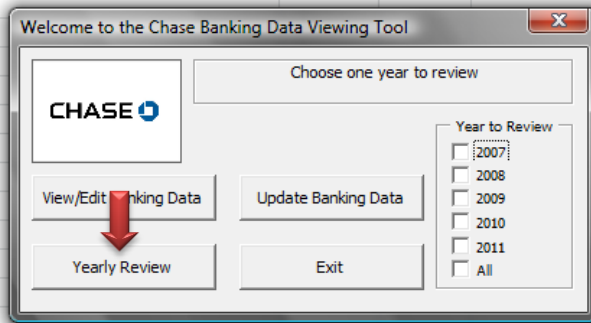 Welcome to the Chase Banking Data Viewing Tool
X
CHASE
Choose one year to review
Year to Review
2007
2008
2009
2010
2011
All
View/Edit Banking Data
Update Banking Data
Yearly Review
Exit